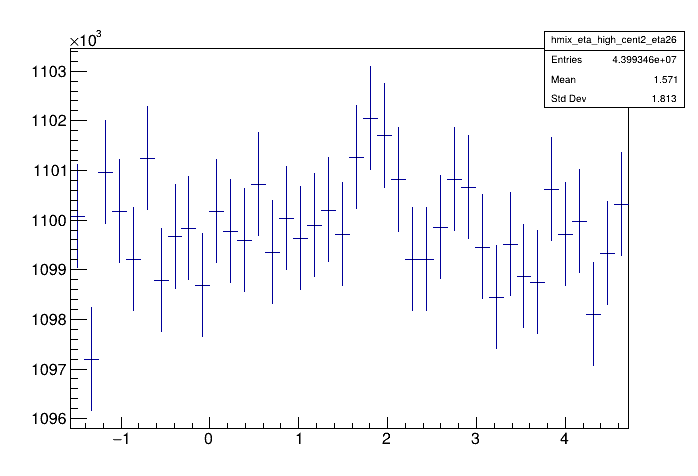 ×10³
hmix_eta_high_cent2_eta26
Entries 4.399346e+07
Mean 1.571
Std Dev 1.813
1103
1102
1101
1100
1099
1098
1097
1096
−1 0 1 2 3 4